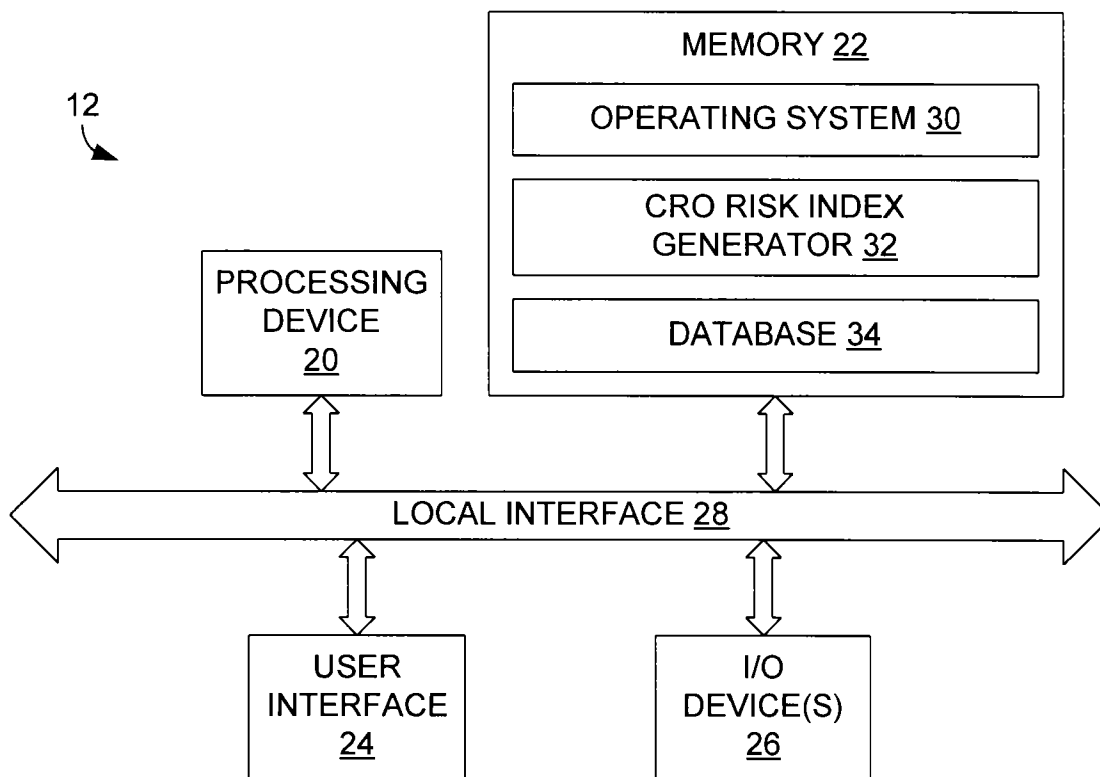 MEMORY 22
12
OPERATING SYSTEM 30
CRO RISK INDEX
GENERATOR 32
PROCESSING
DEVICE
20
DATABASE 34
LOCAL INTERFACE 28
USER
INTERFACE
24
I/O
DEVICE(S)
26